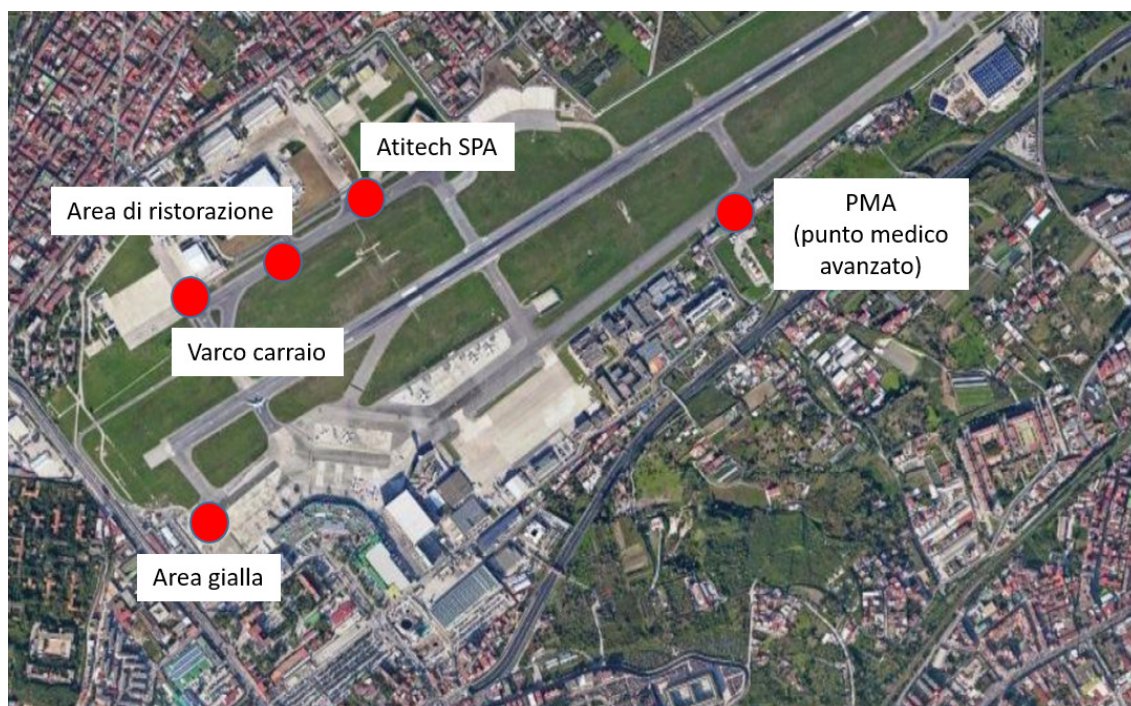 Atitech SPA
Area di ristorazione
PMA
(punto medico
avanzato)
Varco carraio
Area gialla